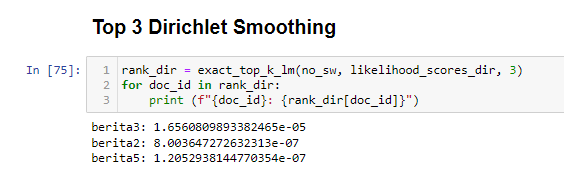 Top 3 Dirichlet Smoothing
In [75]:
1 rank_dir = exact_top_k_lm(no_sw, likelihood_scores_dir, 3)
2 for doc_id in rank_dir:
3     print (f"{doc_id}: {rank_dir[doc_id]}")
berita3: 1.6560809893382465e-05
berita2: 8.003647272632313e-07
berita5: 1.2052938144770354e-07